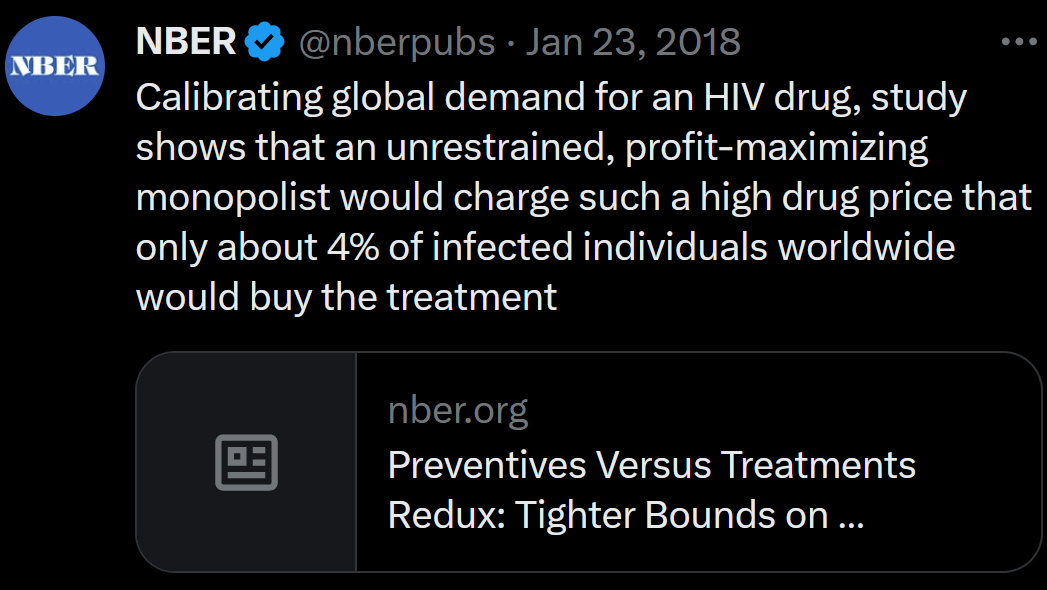 NBER
NBER @nberpubs · Jan 23, 2018
Calibrating global demand for an HIV drug, study
shows that an unrestrained, profit-maximizing
monopolist would charge such a high drug price that
only about 4% of infected individuals worldwide
would buy the treatment
nber.org
Preventives Versus Treatments
Redux: Tighter Bounds on ...